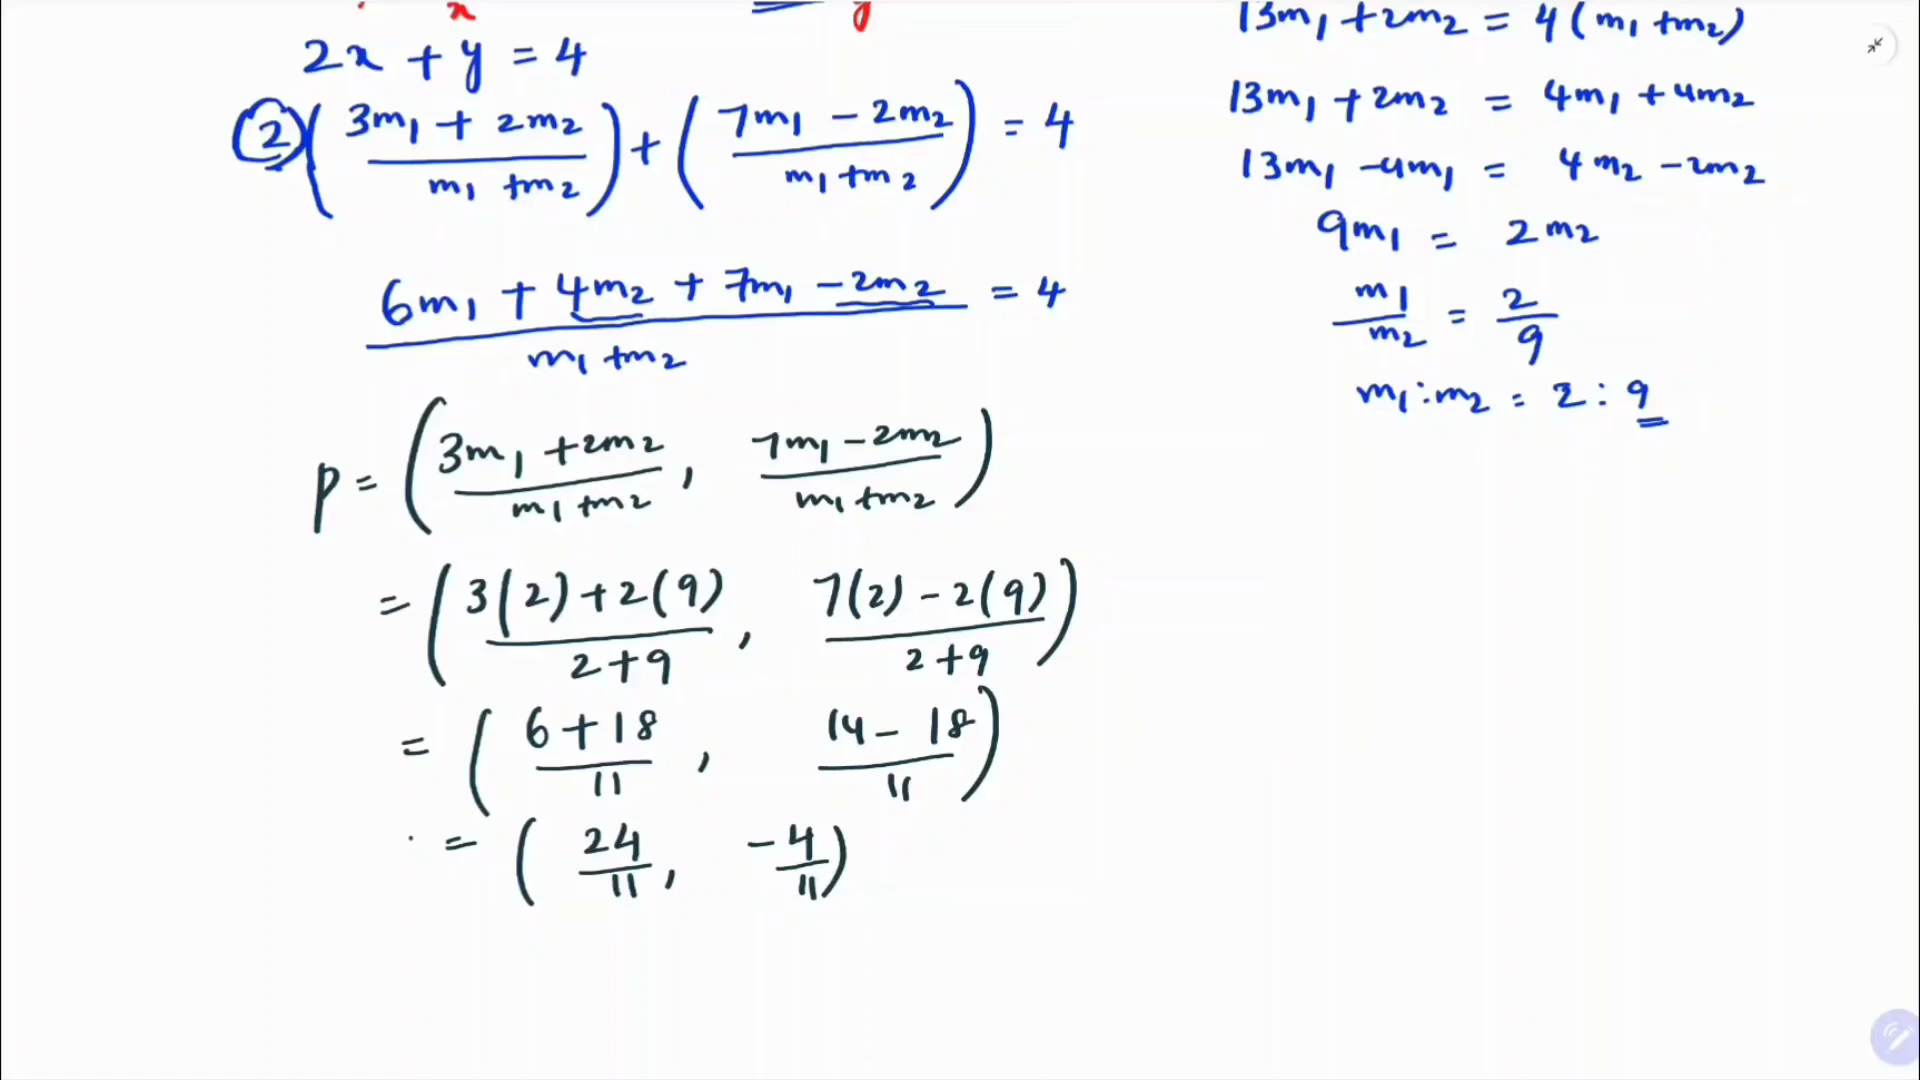 x y
2x + y = 4
(2)((3m₁ + 2m₂)/(m₁ + m₂)) + ((7m₁ - 2m₂)/(m₁ + m₂)) = 4
(6m₁ + 4m₂ + 7m₁ - 2m₂)/(m₁ + m₂) = 4
P = ((3m₁ + 2m₂)/(m₁ + m₂), (7m₁ - 2m₂)/(m₁ + m₂))
= ((3(2) + 2(9))/(2+9), (7(2) - 2(9))/(2+9))
= ((6+18)/11, (14-18)/11)
= (24/11, -4/11)
13m₁ + 2m₂ = 4(m₁ + m₂)
13m₁ + 2m₂ = 4m₁ + 4m₂
13m₁ - 4m₁ = 4m₂ - 2m₂
9m₁ = 2m₂
m₁/m₂ = 2/9
m₁ : m₂ = 2 : 9